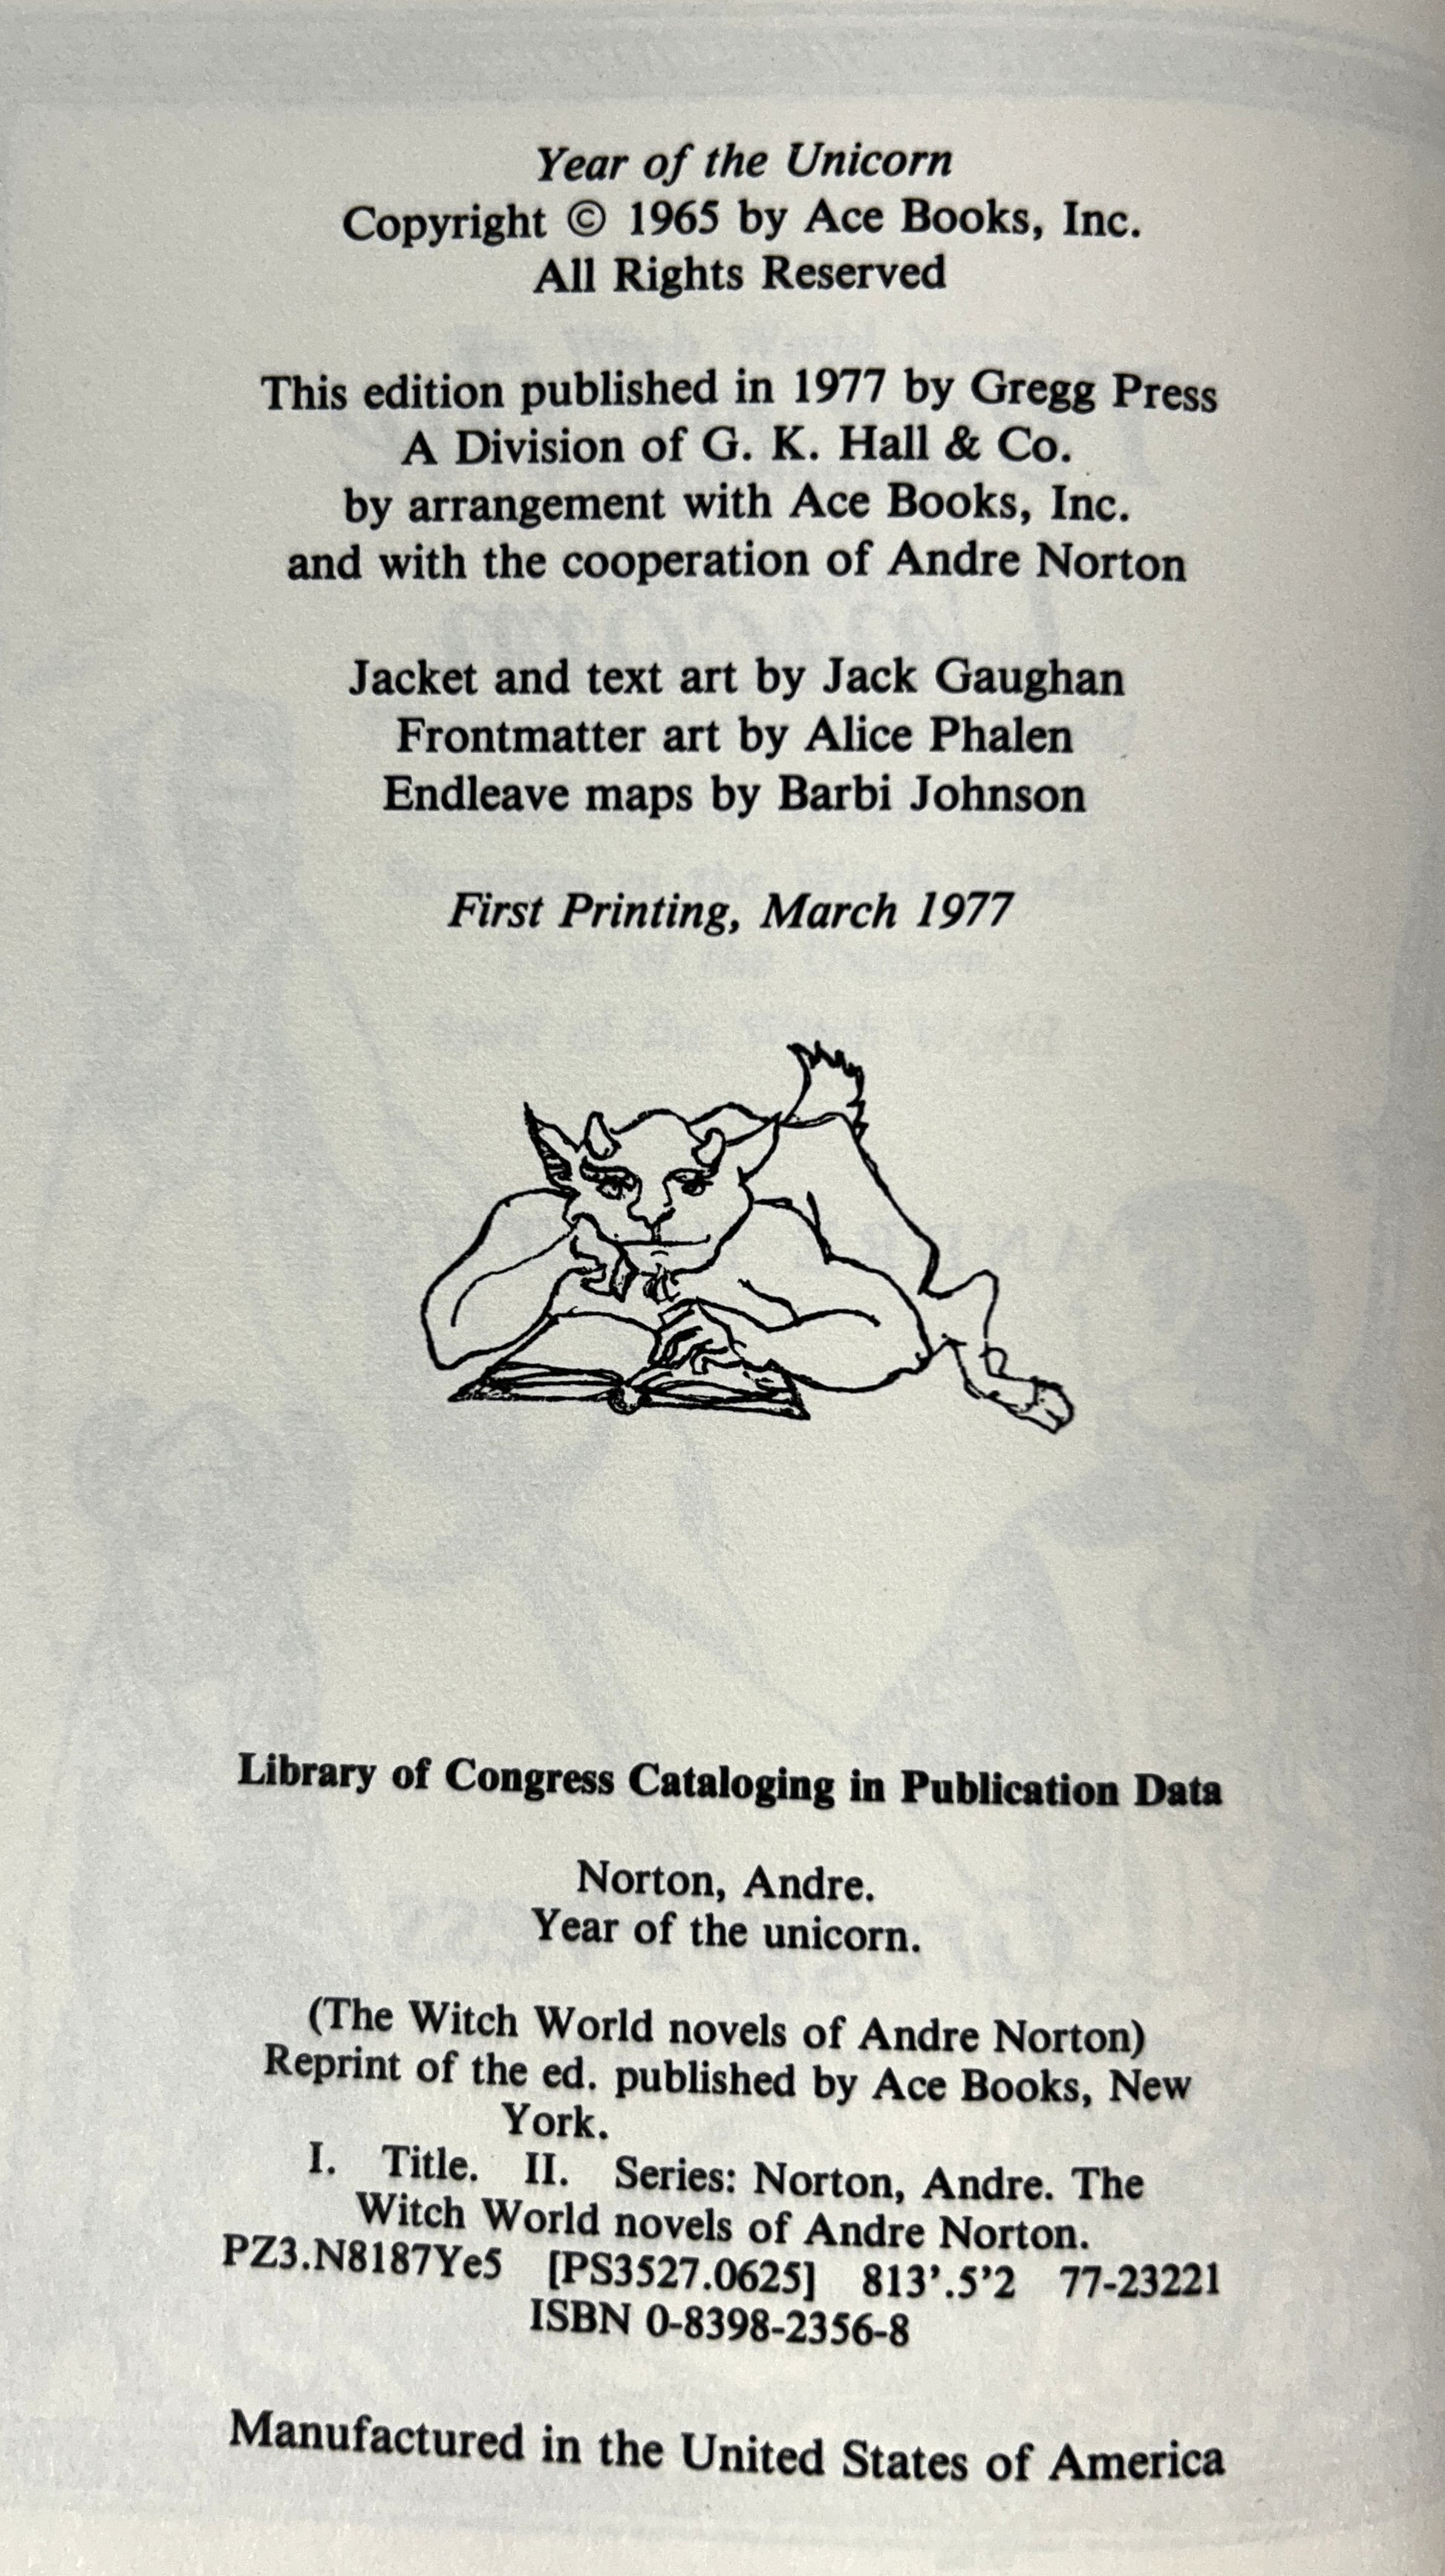 Year of the Unicorn
Copyright © 1965 by Ace Books, Inc.
All Rights Reserved
This edition published in 1977 by Gregg Press
A Division of G. K. Hall & Co.
by arrangement with Ace Books, Inc.
and with the cooperation of Andre Norton
Jacket and text art by Jack Gaughan
Frontmatter art by Alice Phalen
Endleave maps by Barbi Johnson
First Printing, March 1977
Library of Congress Cataloging in Publication Data
Norton, Andre.
Year of the unicorn.
(The Witch World novels of Andre Norton)
Reprint of the ed. published by Ace Books, New
York.
I. Title. II. Series: Norton, Andre. The
Witch World novels of Andre Norton.
PZ3.N8187Ye5 [PS3527.0625] 813'.5'2 77-23221
ISBN 0-8398-2356-8
Manufactured in the United States of America